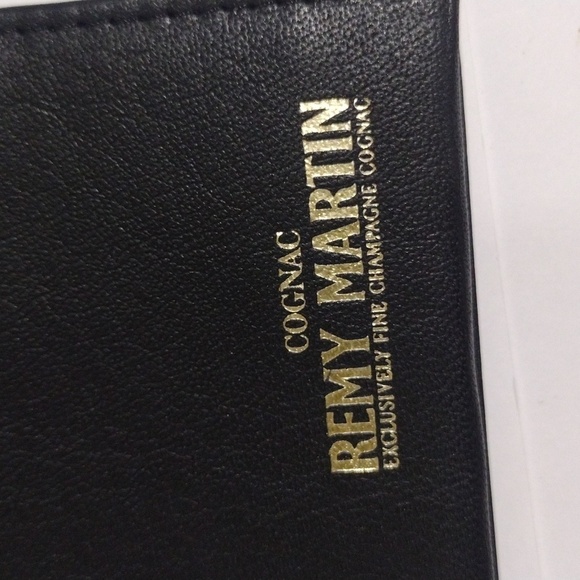 COGNAC
REMY MARTIN
EXCLUSIVELY FINE CHAMPAGNE COGNAC